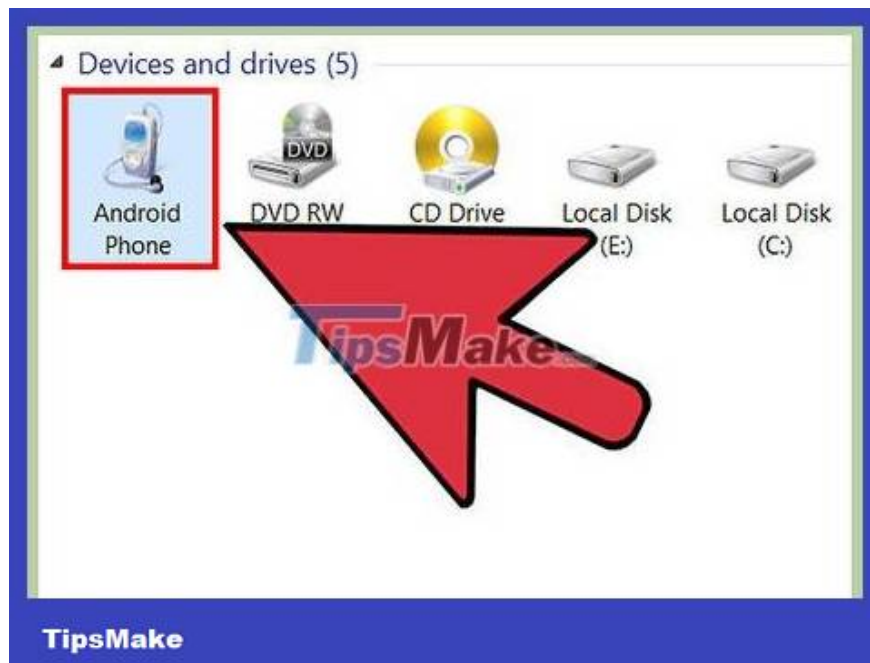 Devices and drives (5)
Android Phone
DVD
DVD RW
CD Drive
Local Disk (E:)
Local Disk (C:)
TipsMake
TipsMake